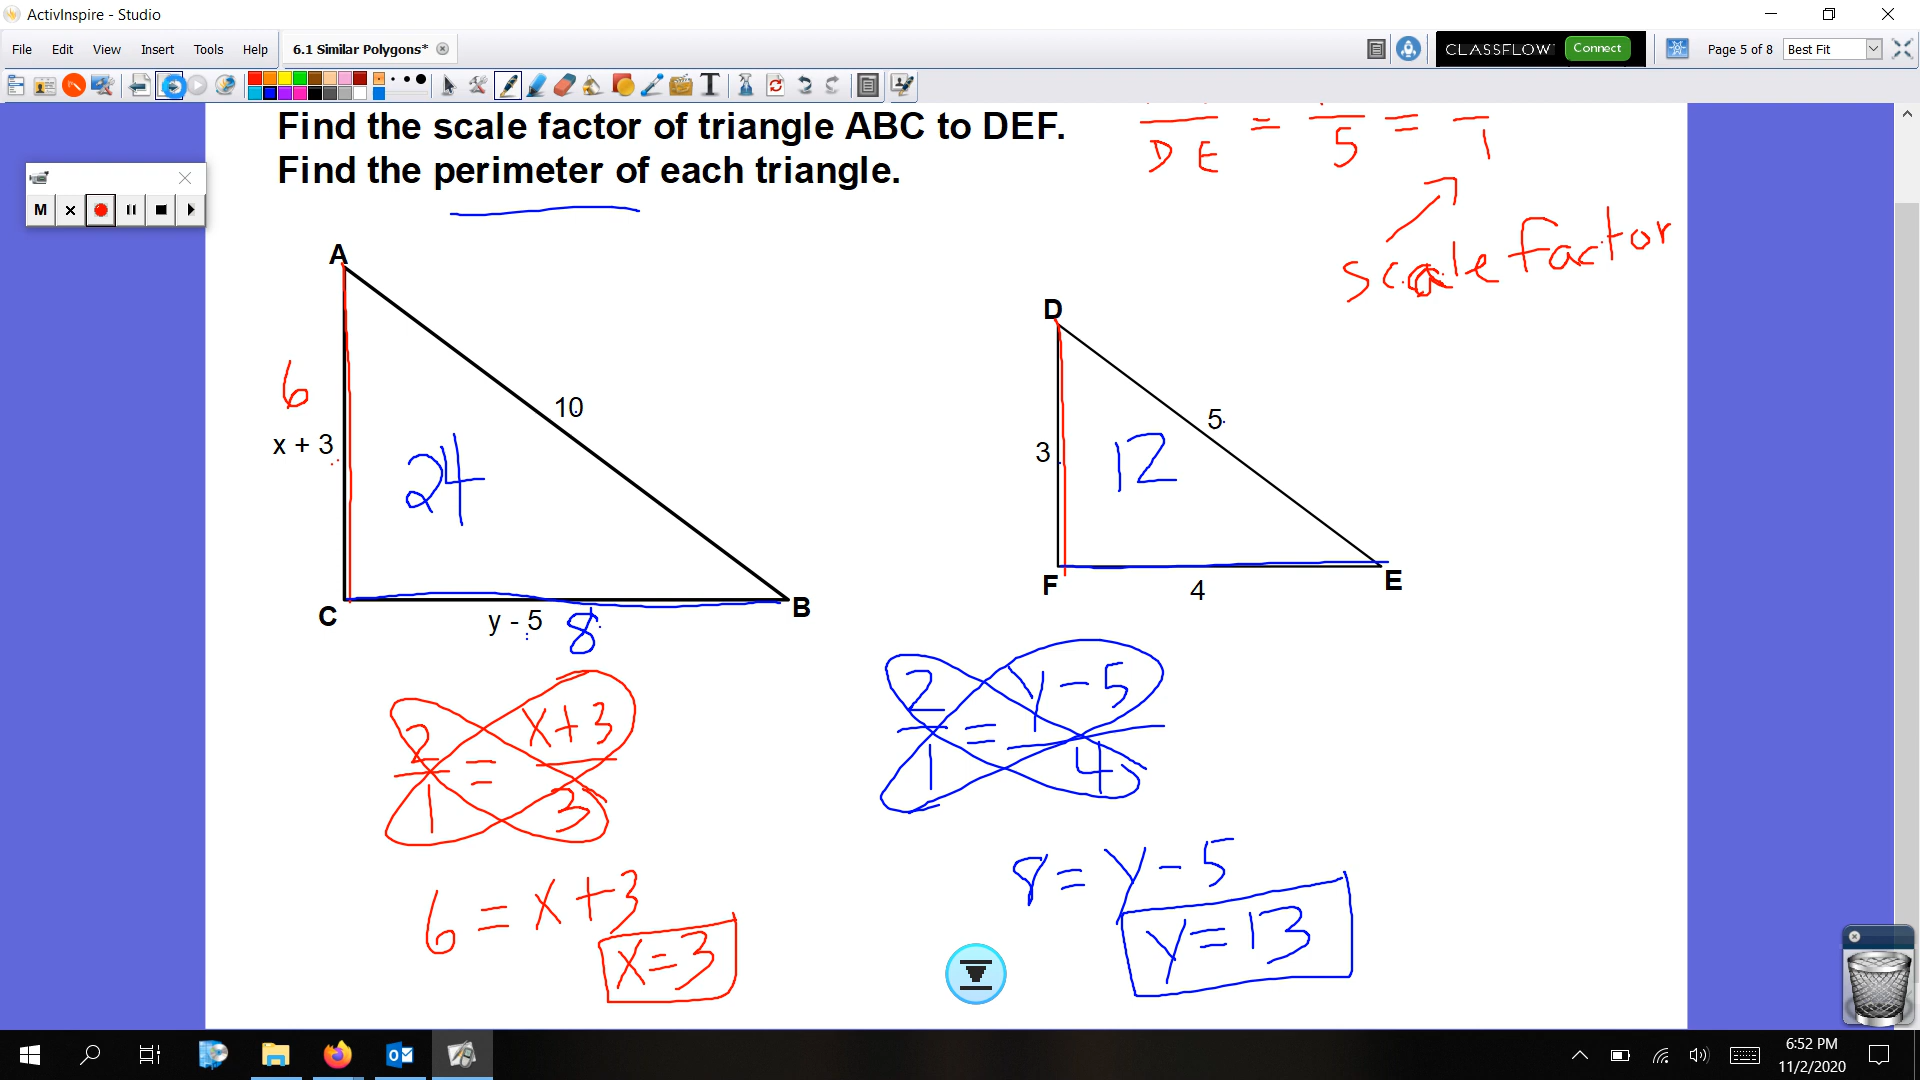 ActivInspire - Studio
File Edit View Insert Tools Help
6.1 Similar Polygons*
CLASSFLOW Connect
Page 5 of 8
Best Fit
Find the scale factor of triangle ABC to DEF.
Find the perimeter of each triangle.
DE = 5 = 1
scale factor
M
A
D
6
10
5
x + 3
3
24
12
C
B
F
E
y - 5
8
4
2/1 = x+3/3
2/1 = y-5/4
6 = x+3
x=3
8 = y-5
y=13
6:52 PM
11/2/2020